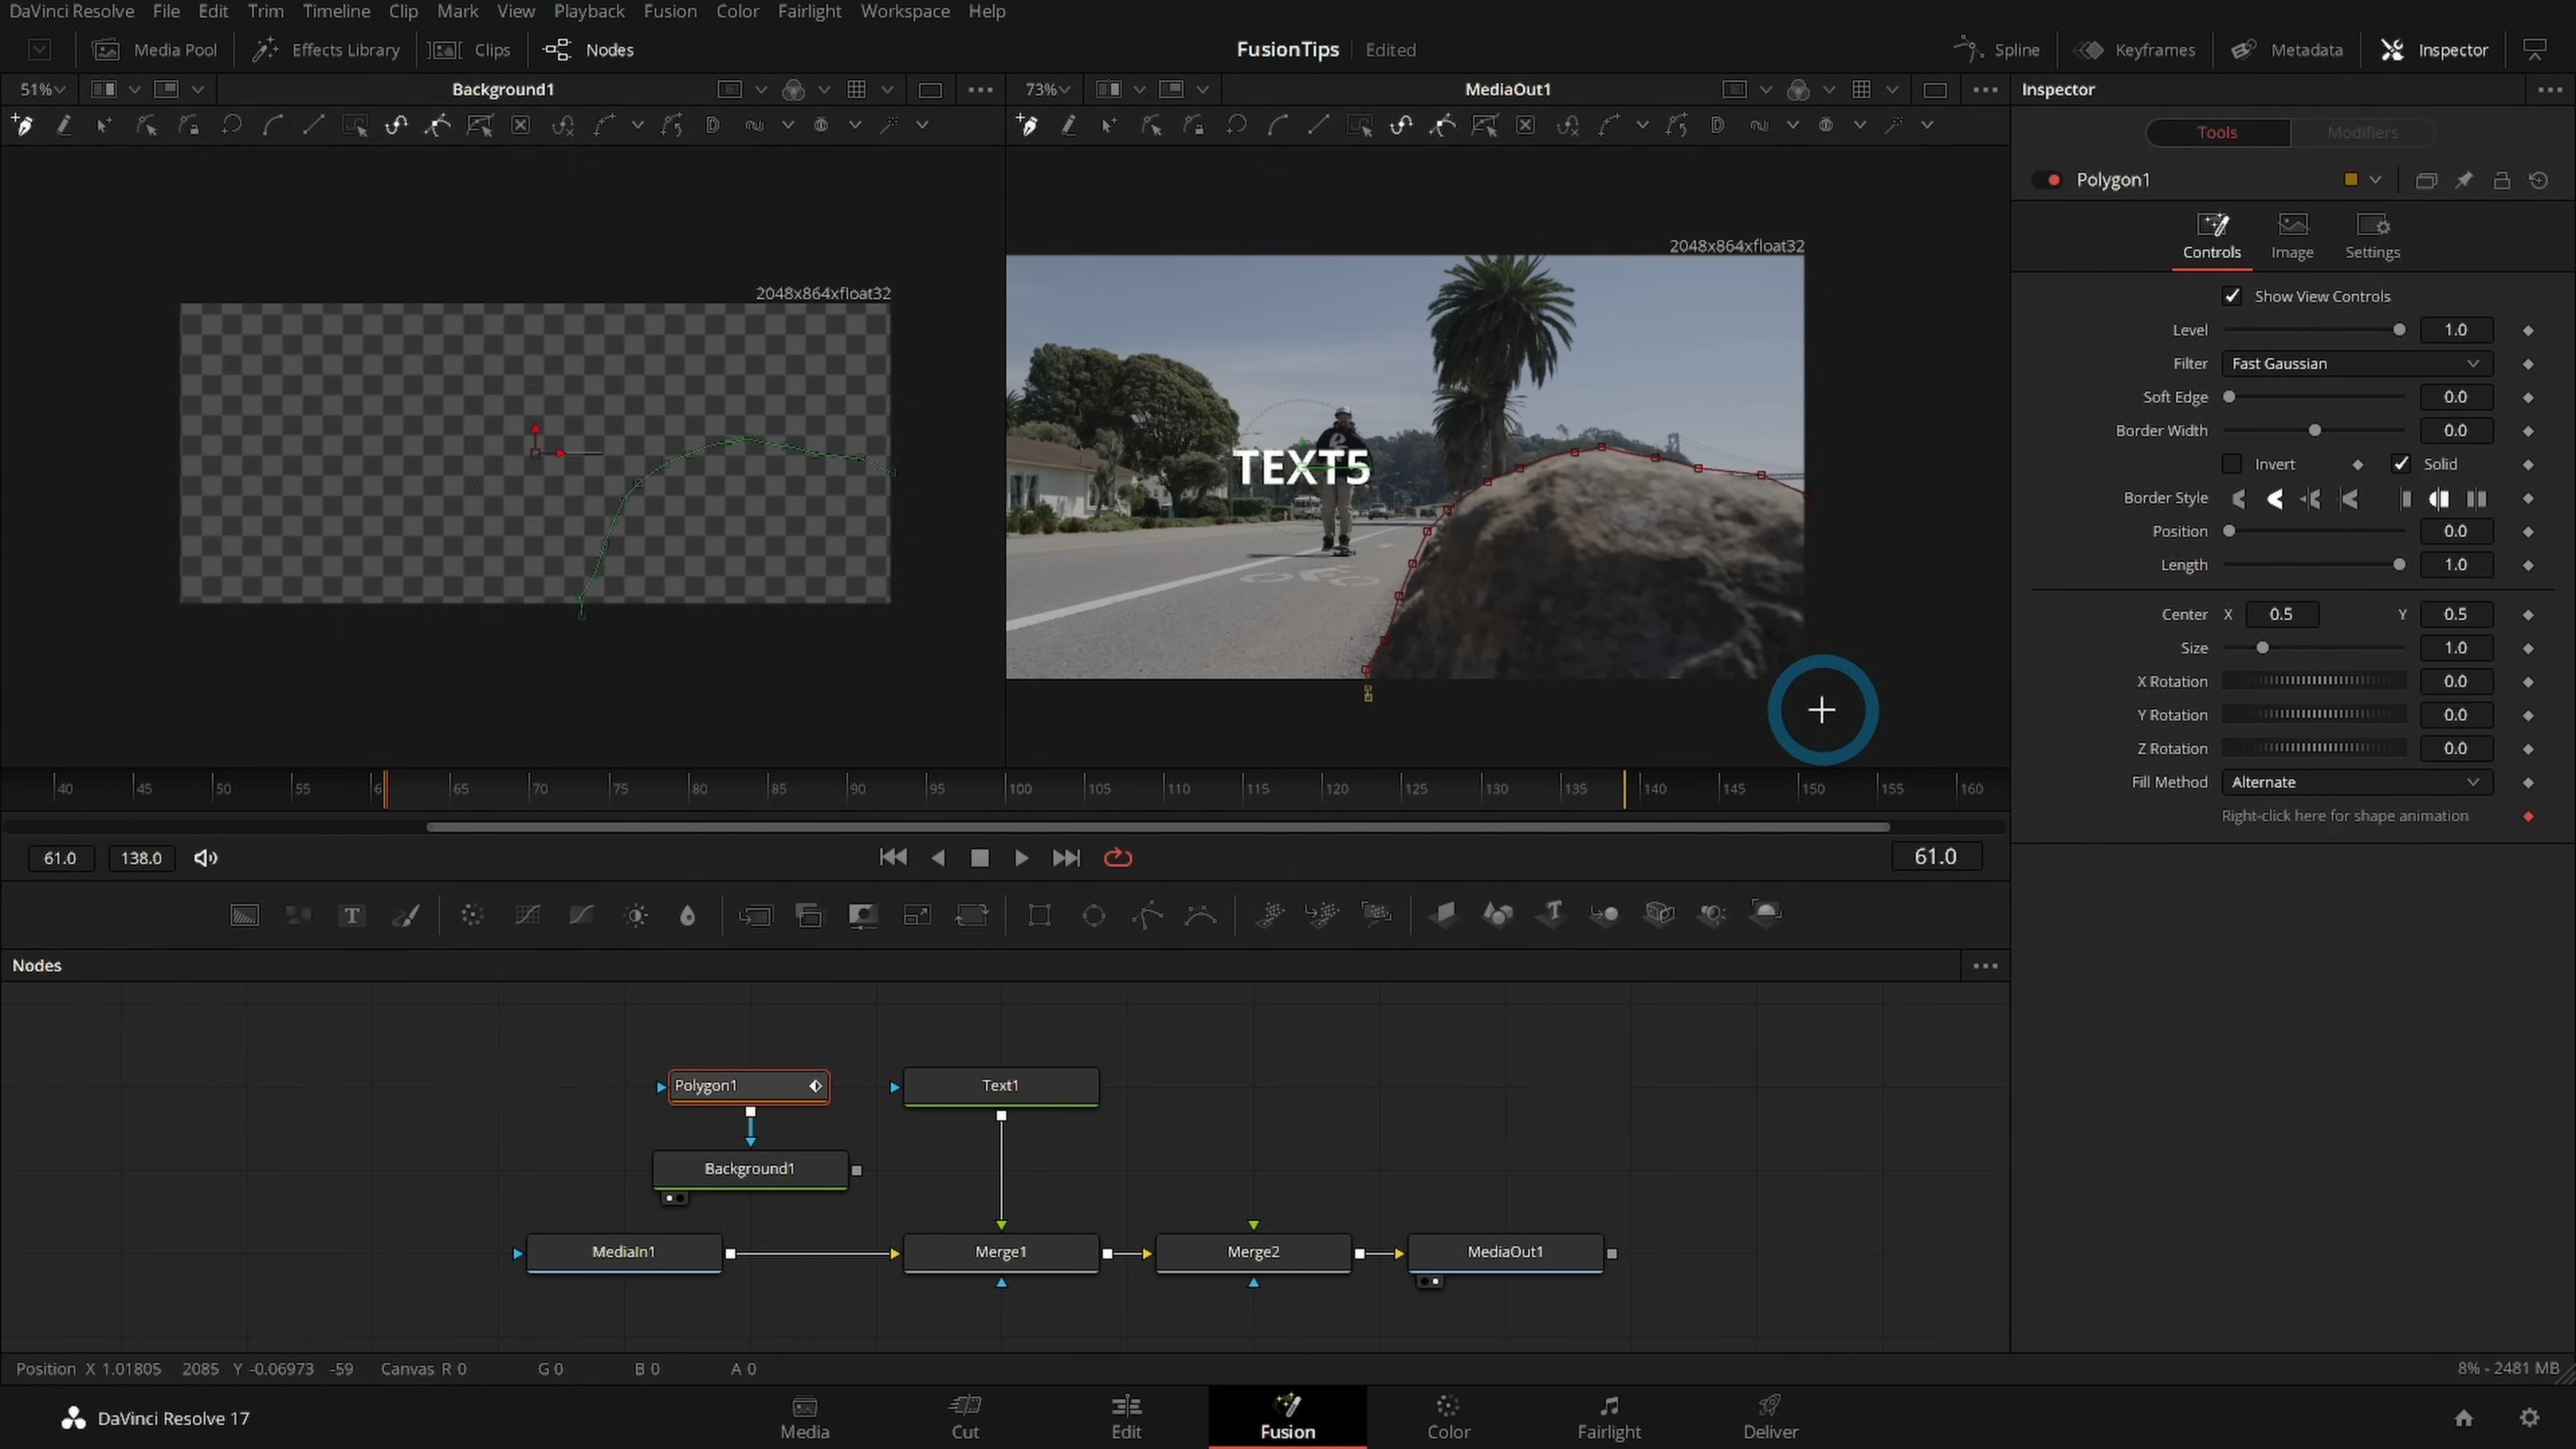 DaVinci Resolve File Edit Trim Timeline Clip Mark View Playback Fusion Color Fairlight Workspace Help
Media Pool Effects Library Clips Nodes FusionTips Edited Spline Keyframes Metadata Inspector
51% Background1 73% MediaOut1 Inspector
Tools Modifiers
Polygon1
Controls Image Settings
2048x864xfloat32
2048x864xfloat32
TEXT5
Show View Controls
Level 1.0
Filter Fast Gaussian
Soft Edge 0.0
Border Width 0.0
Invert Solid
Border Style
Position 0.0
Length 1.0
Center X 0.5 Y 0.5
Size 1.0
X Rotation 0.0
Y Rotation 0.0
Z Rotation 0.0
Fill Method Alternate
Right-click here for shape animation
40 45 50 55 6 65 70 75 80 85 90 95 100 105 110 115 120 125 130 135 140 145 150 155 160
61.0 138.0 61.0
Nodes
Polygon1 Text1
Background1
MediaIn1 Merge1 Merge2 MediaOut1
Position X 1.01805 2085 Y -0.06973 -59 Canvas R 0 G 0 B 0 A 0 8% - 2481 MB
DaVinci Resolve 17 Media Cut Edit Fusion Color Fairlight Deliver